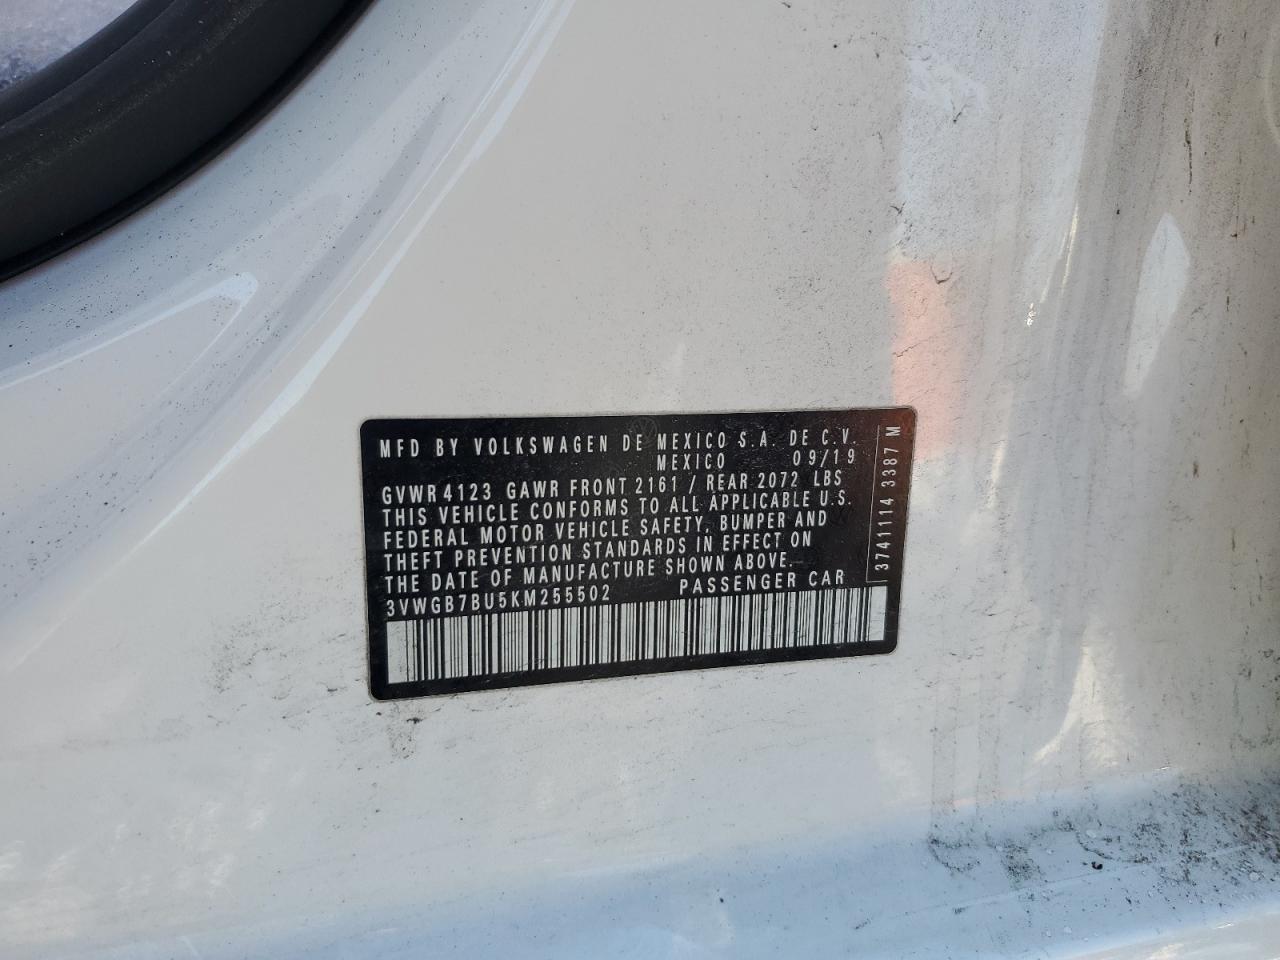 MFD BY VOLKSWAGEN DE MEXICO S.A. DE C.V.
MEXICO 09/19
GVWR 4123 GAWR FRONT 2161 / REAR 2072 LBS
THIS VEHICLE CONFORMS TO ALL APPLICABLE U.S.
FEDERAL MOTOR VEHICLE SAFETY, BUMPER AND
THEFT PREVENTION STANDARDS IN EFFECT ON
THE DATE OF MANUFACTURE SHOWN ABOVE.
3VWGB7BU5KM255502 PASSENGER CAR
3741114 3387 M